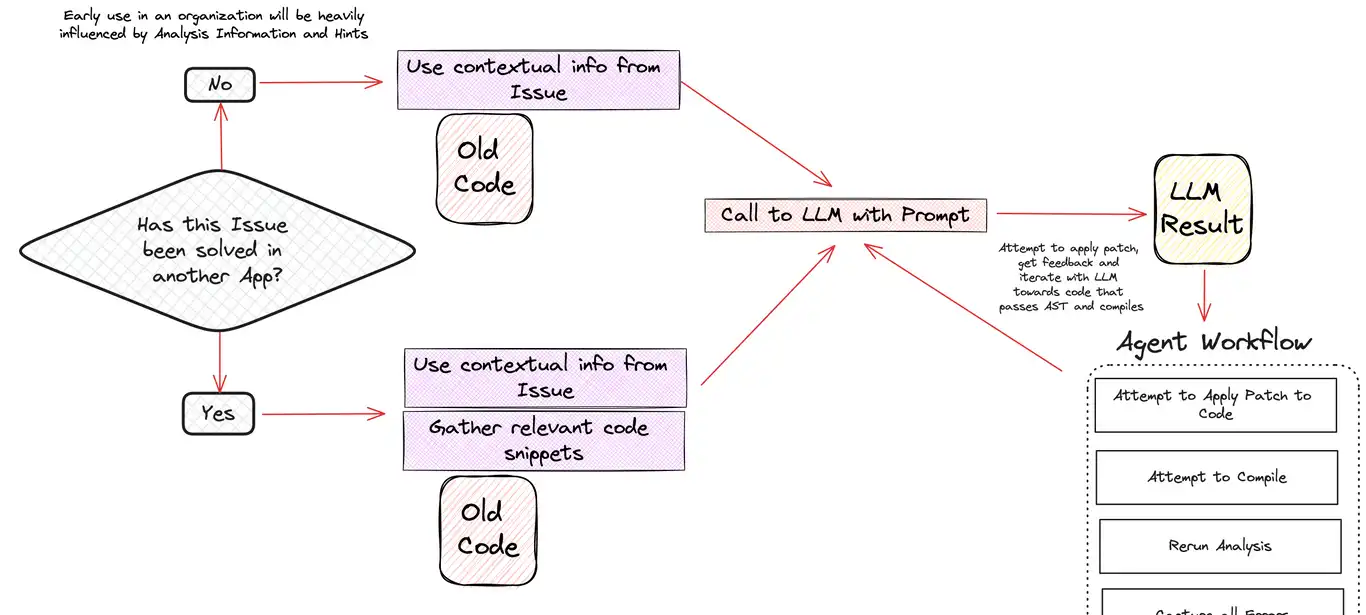 Early use in an organization will be heavily
influenced by Analysis Information and Hints
No
Use contextual info from
Issue
Old
Code
Has this Issue
been solved in
another App?
Call to LLM with Prompt
LLM
Result
Attempt to apply patch,
get feedback and
iterate with LLM
towards code that
passes AST and compiles
Yes
Use contextual info from
Issue
Gather relevant code
snippets
Old
Code
Agent Workflow
Attempt to Apply Patch to
Code
Attempt to Compile
Rerun Analysis
Capture all Errors